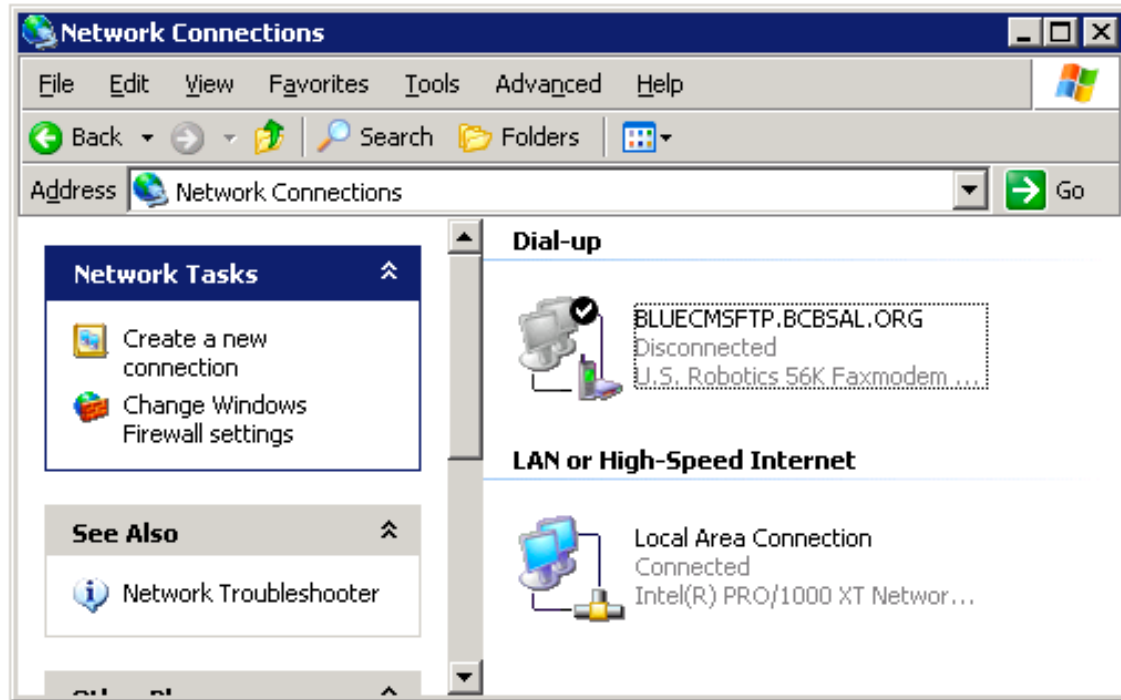 Network Connections
File Edit View Favorites Tools Advanced Help
Back Search Folders
Address Network Connections Go
Network Tasks
Create a new
connection
Change Windows
Firewall settings
See Also
Network Troubleshooter
Dial-up
BLUECMSFTP.BCBSAL.ORG
Disconnected
U.S. Robotics 56K Faxmodem ...
LAN or High-Speed Internet
Local Area Connection
Connected
Intel(R) PRO/1000 XT Networ...